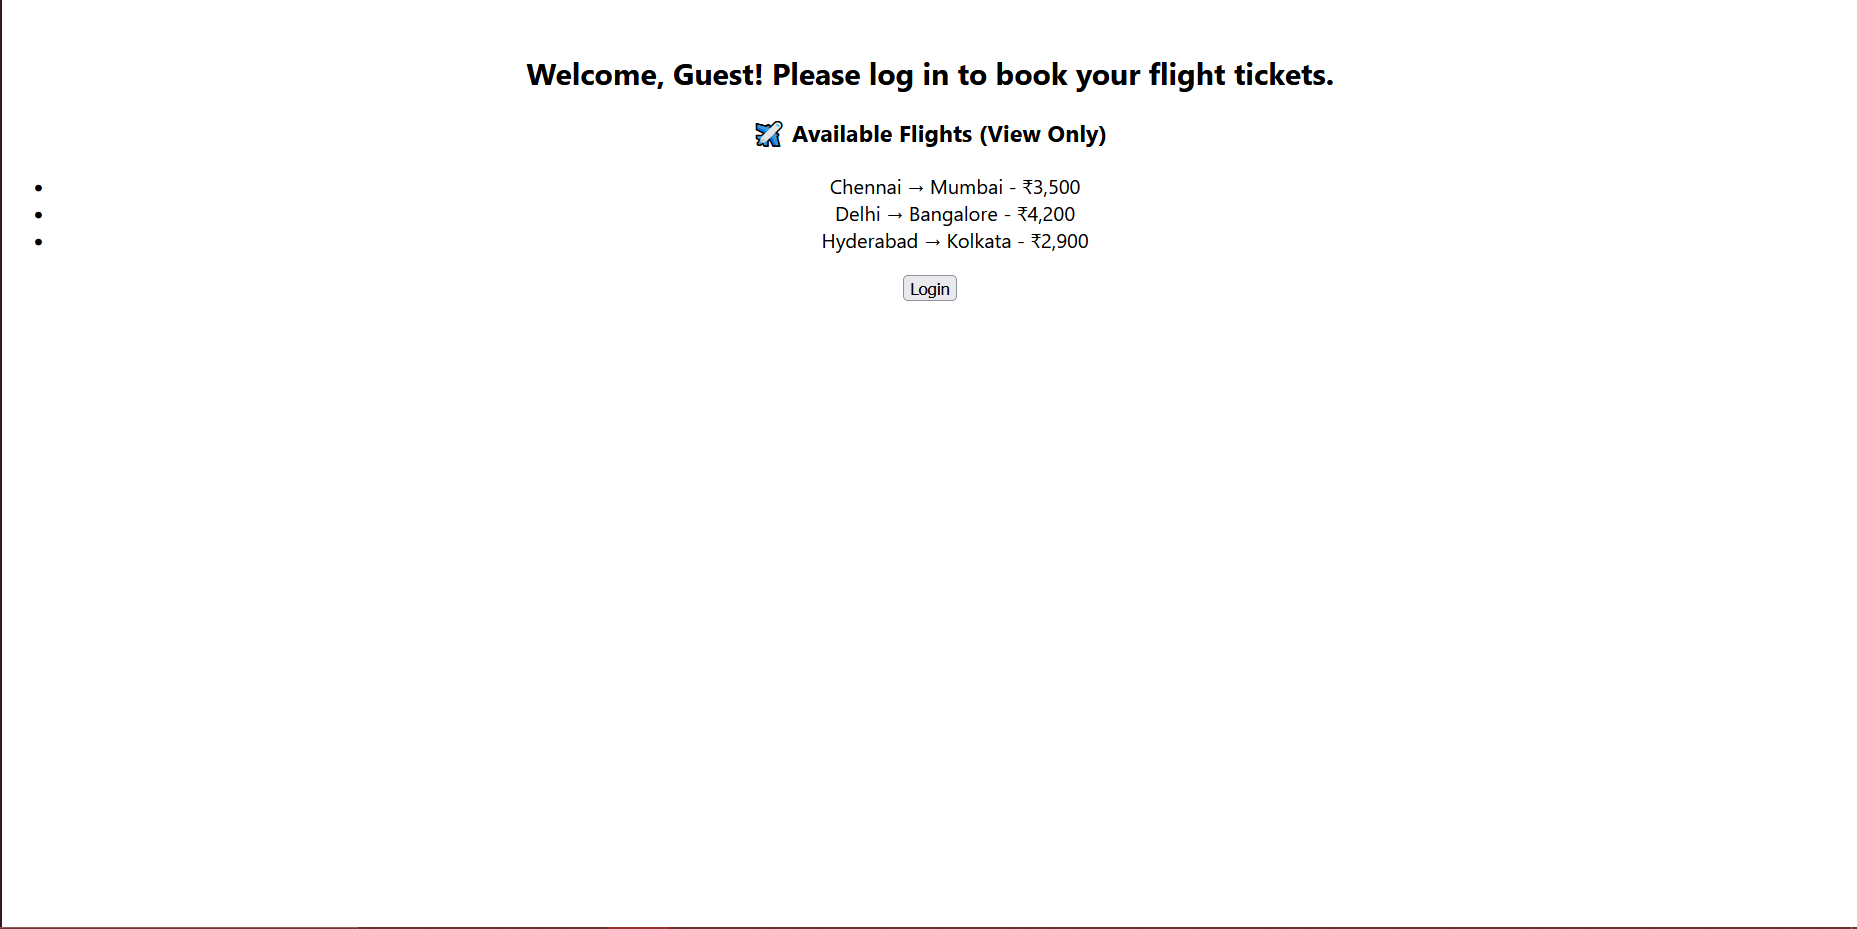 Welcome, Guest! Please log in to book your flight tickets.
✈️ Available Flights (View Only)
• Chennai → Mumbai - ₹3,500
• Delhi → Bangalore - ₹4,200
• Hyderabad → Kolkata - ₹2,900
Login